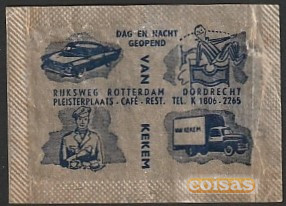 DAG EN NACHT
GEOPEND
VAN KEKEM
RIJKSWEG ROTTERDAM DORDRECHT
PLEISTERPLAATS - CAFÉ - REST. TEL. K 1806-2265
VAN KEKEM
coisas